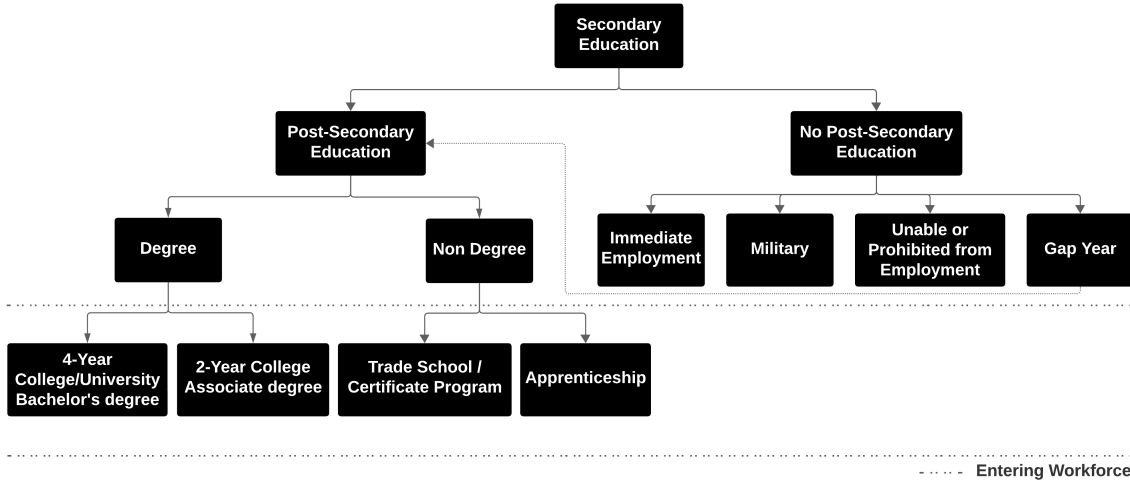 Secondary
Education
Post-Secondary
Education
No Post-Secondary
Education
Degree
Non Degree
Immediate
Employment
Military
Unable or
Prohibited from
Employment
Gap Year
4-Year
College/University
Bachelor's degree
2-Year College
Associate degree
Trade School /
Certificate Program
Apprenticeship
Entering Workforce